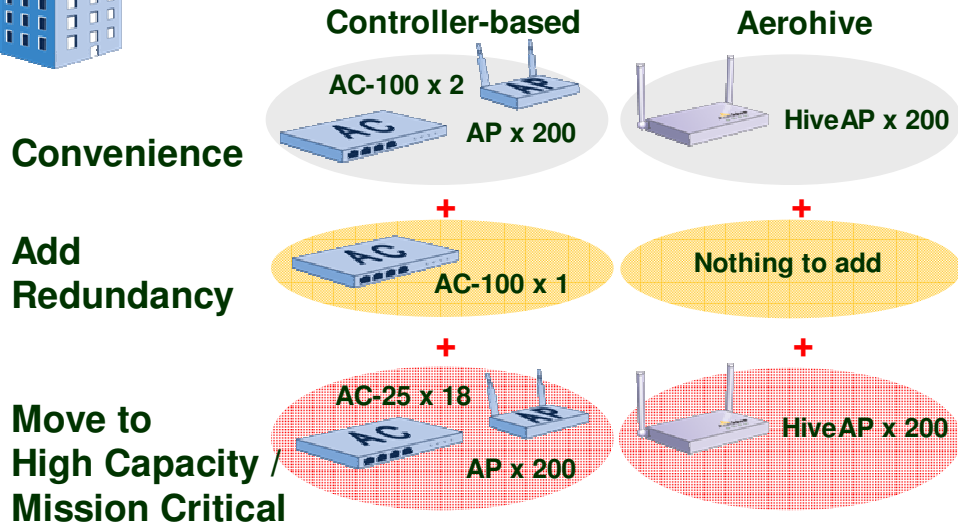 Controller-based
Aerohive
Convenience
AC-100 x 2
AP
AC
AP x 200
HiveAP x 200
+
+
Add
Redundancy
AC
AC-100 x 1
Nothing to add
+
+
Move to
High Capacity /
Mission Critical
AC-25 x 18
AP
AC
AP x 200
HiveAP x 200